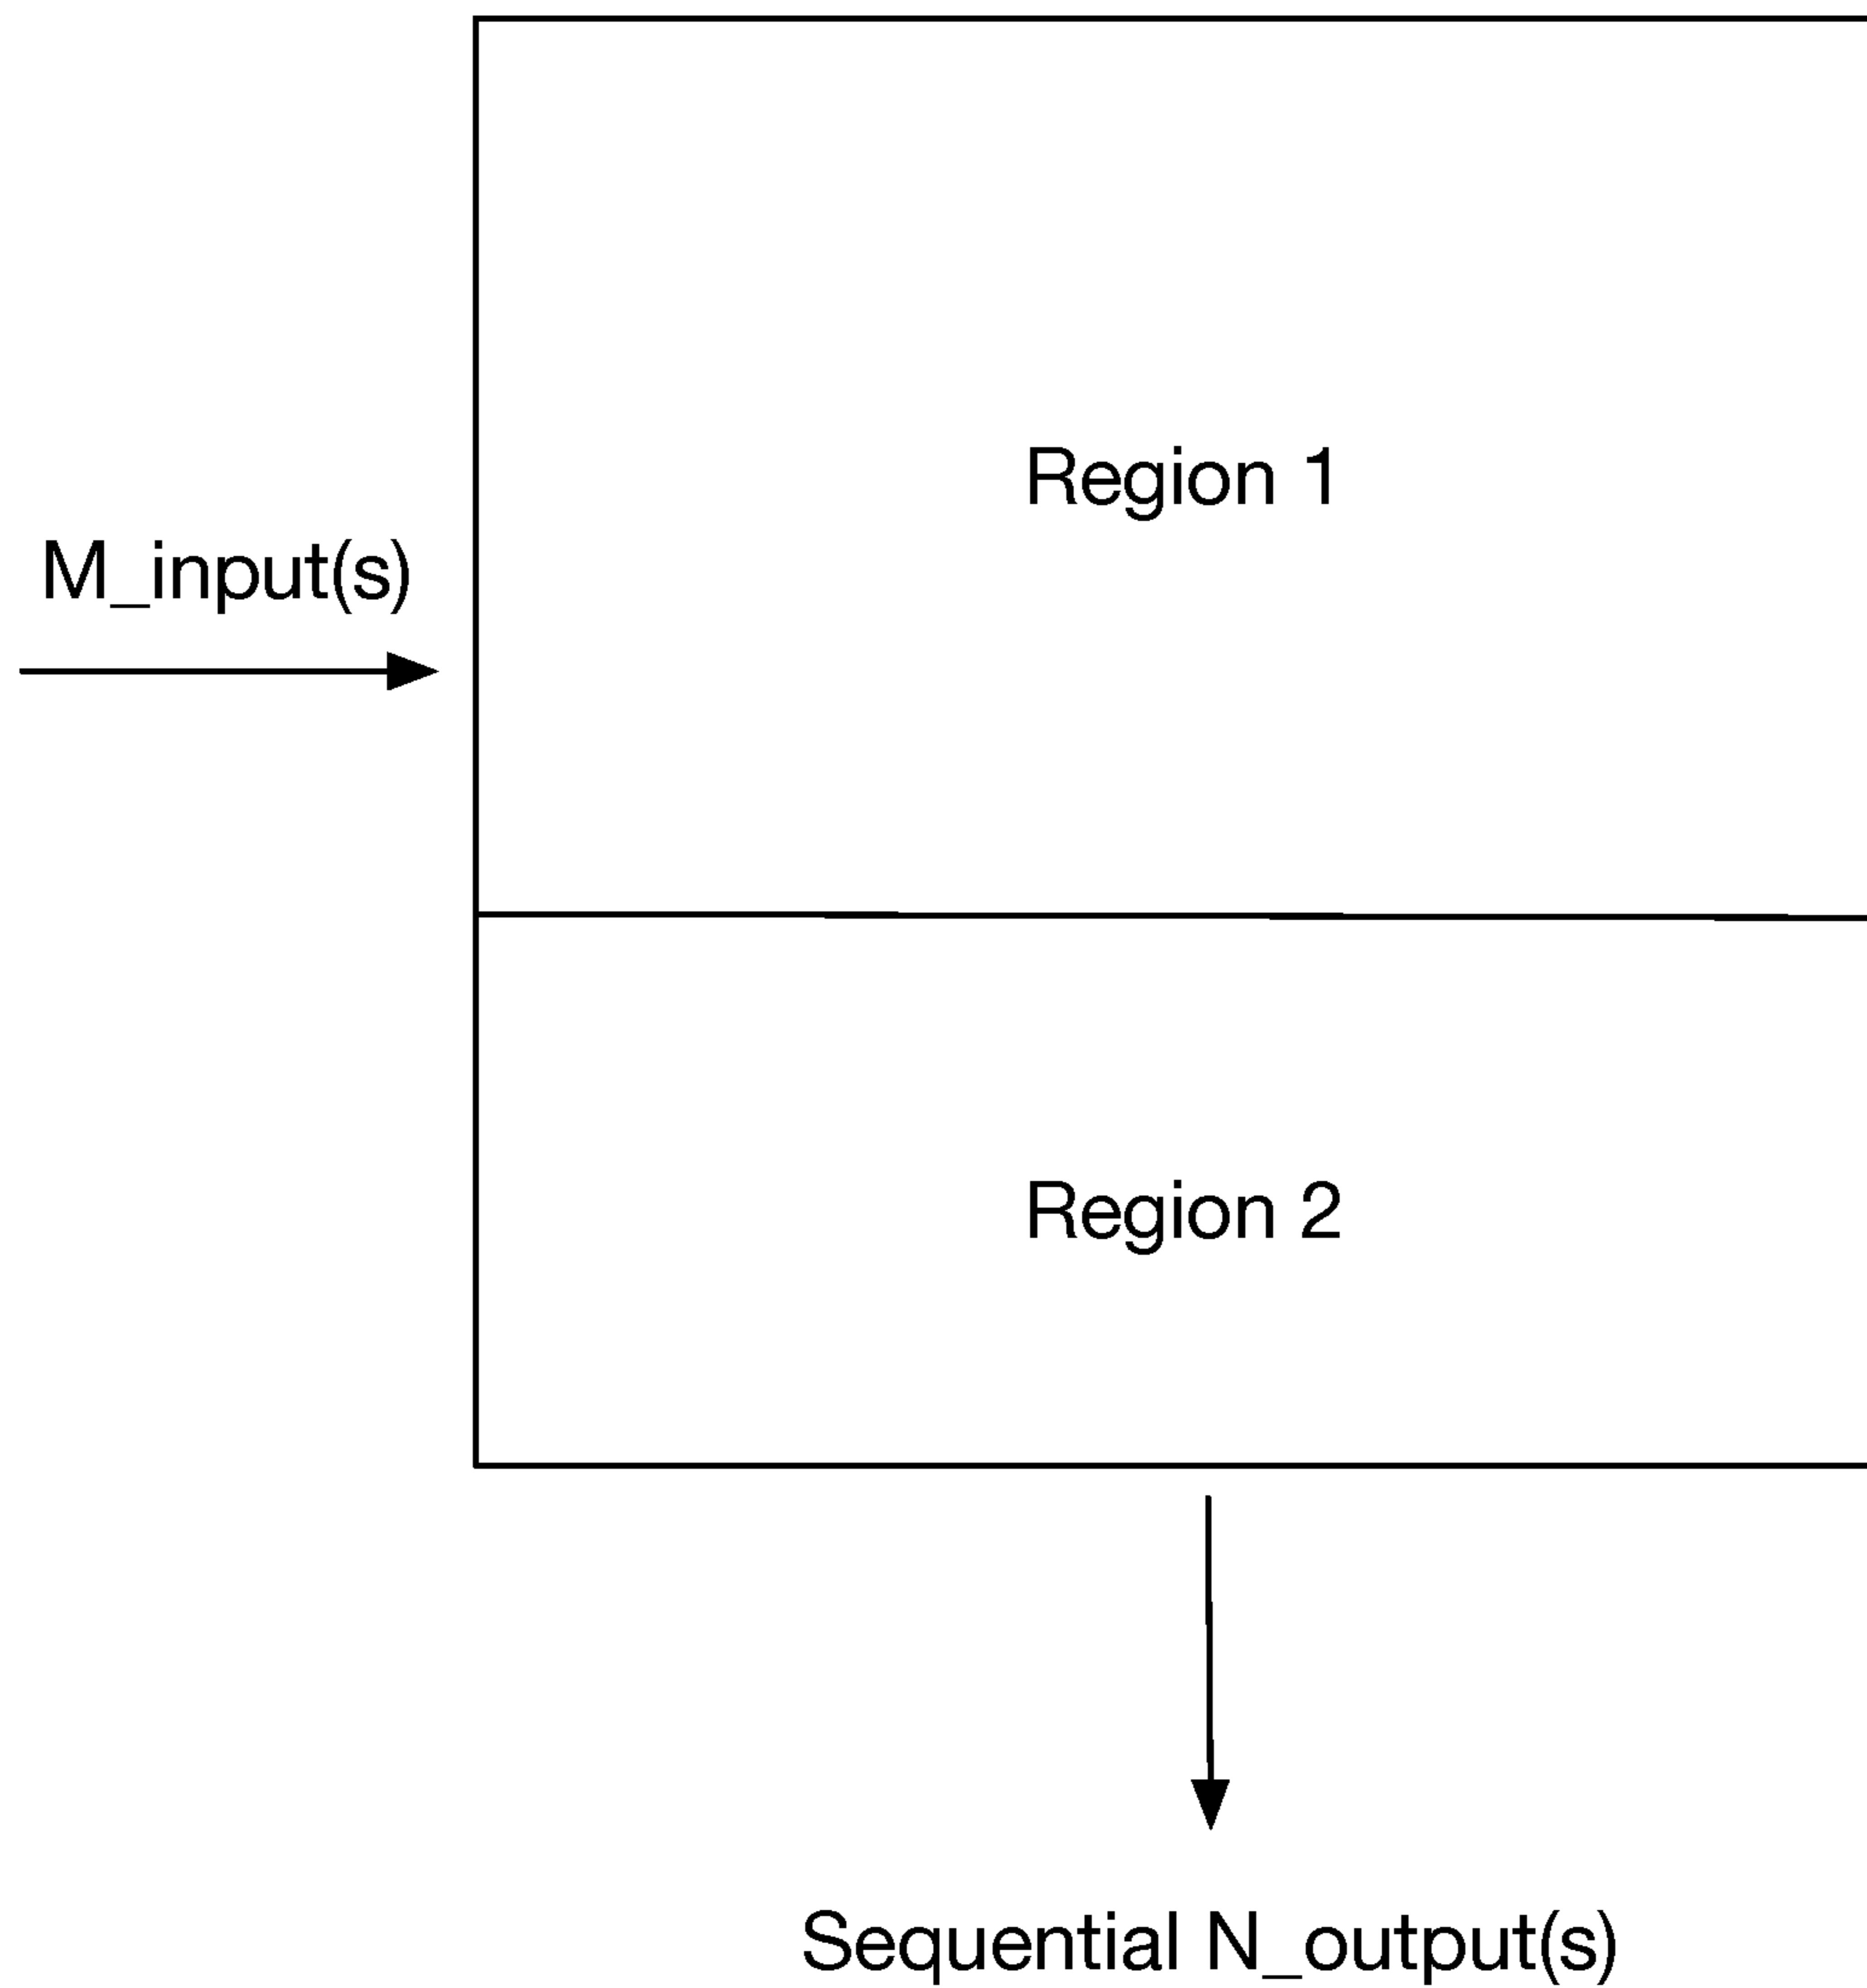 Region 1
M_input(s)
Region 2
Sequential N_output(s)